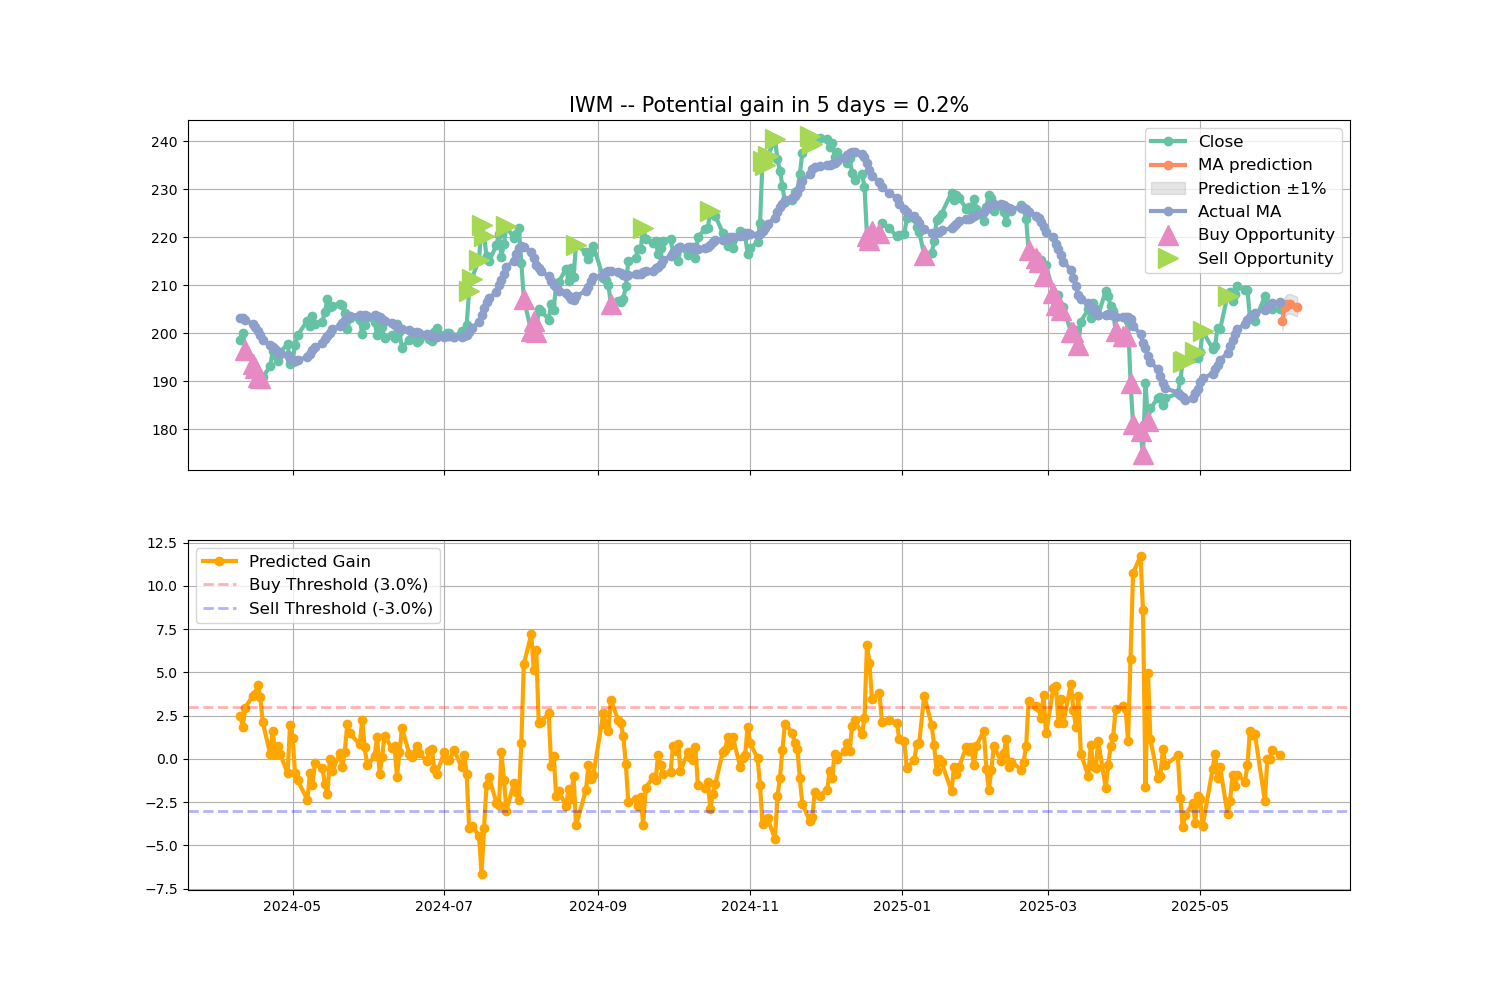 IWM -- Potential gain in 5 days = 0.2%
240
230
220
210
200
190
180
Close
MA prediction
Prediction ±1%
Actual MA
Buy Opportunity
Sell Opportunity
12.5
10.0
7.5
5.0
2.5
0.0
−2.5
−5.0
−7.5
Predicted Gain
Buy Threshold (3.0%)
Sell Threshold (-3.0%)
2024-05
2024-07
2024-09
2024-11
2025-01
2025-03
2025-05